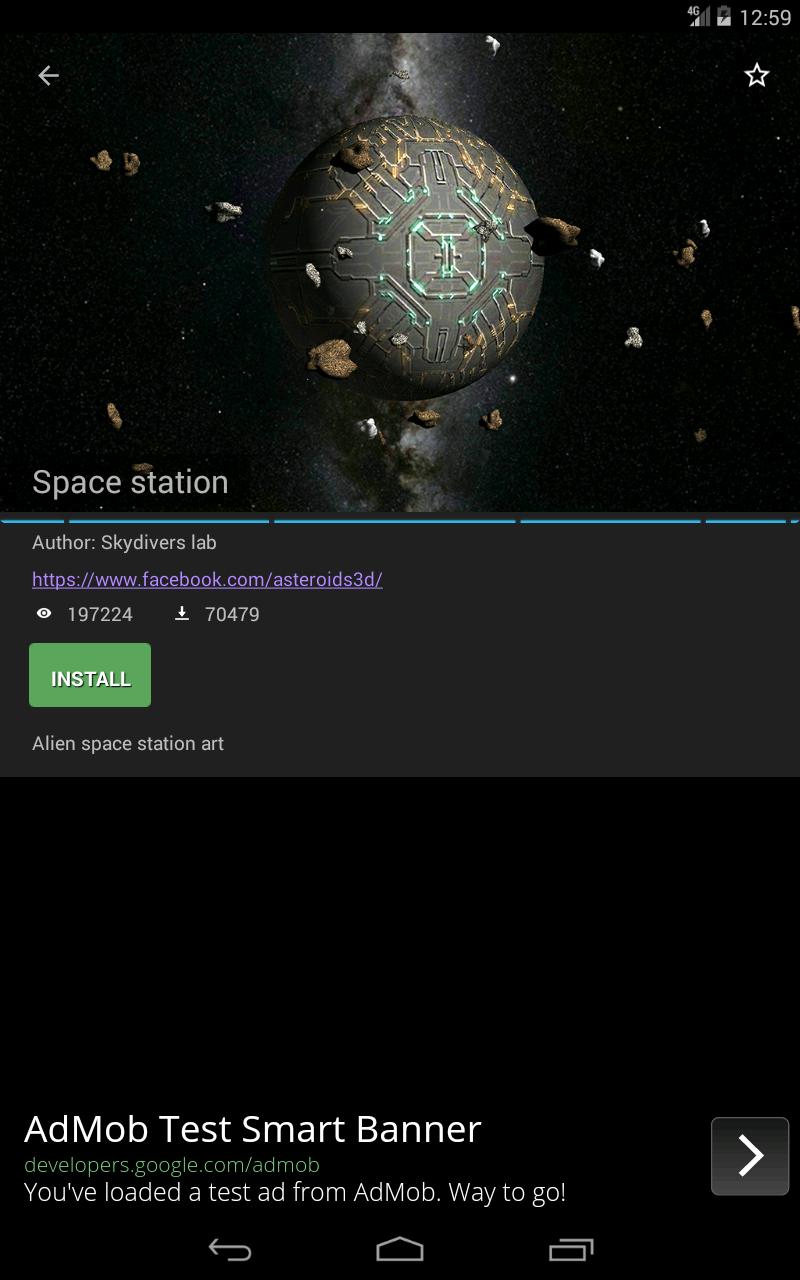 4G 12:59
Space station
Author: Skydivers lab
https://www.facebook.com/asteroids3d/
197224 70479
INSTALL
Alien space station art
AdMob Test Smart Banner
developers.google.com/admob
You've loaded a test ad from AdMob. Way to go!